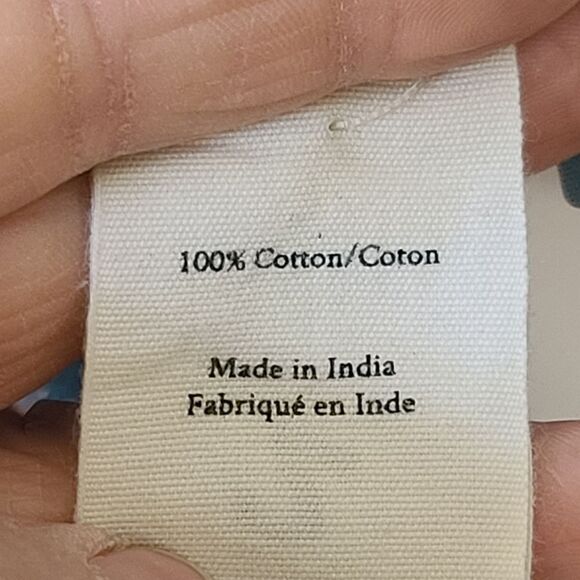 100% Cotton/Coton
Made in India
Fabriqué en Inde